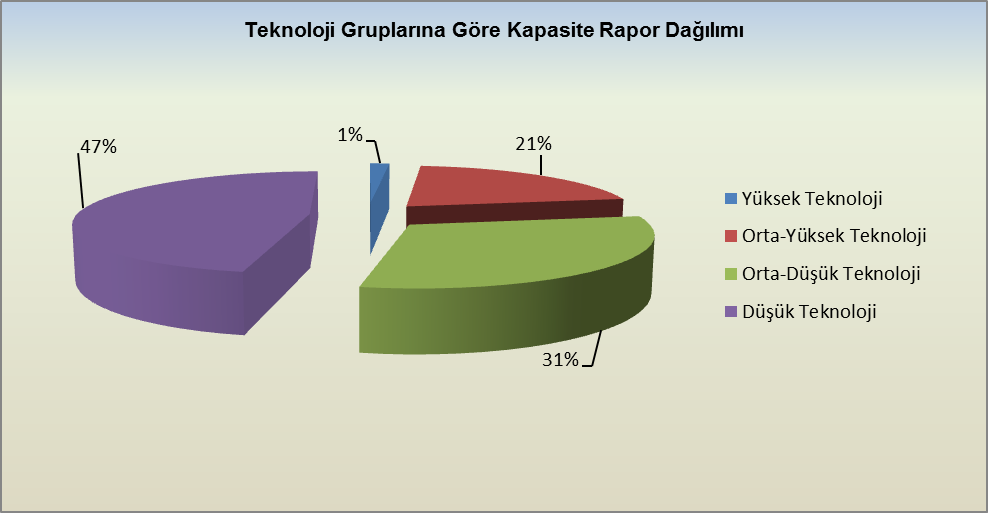 Teknoloji Gruplarına Göre Kapasite Rapor Dağılımı
1%
21%
47%
31%
Yüksek Teknoloji
Orta-Yüksek Teknoloji
Orta-Düşük Teknoloji
Düşük Teknoloji